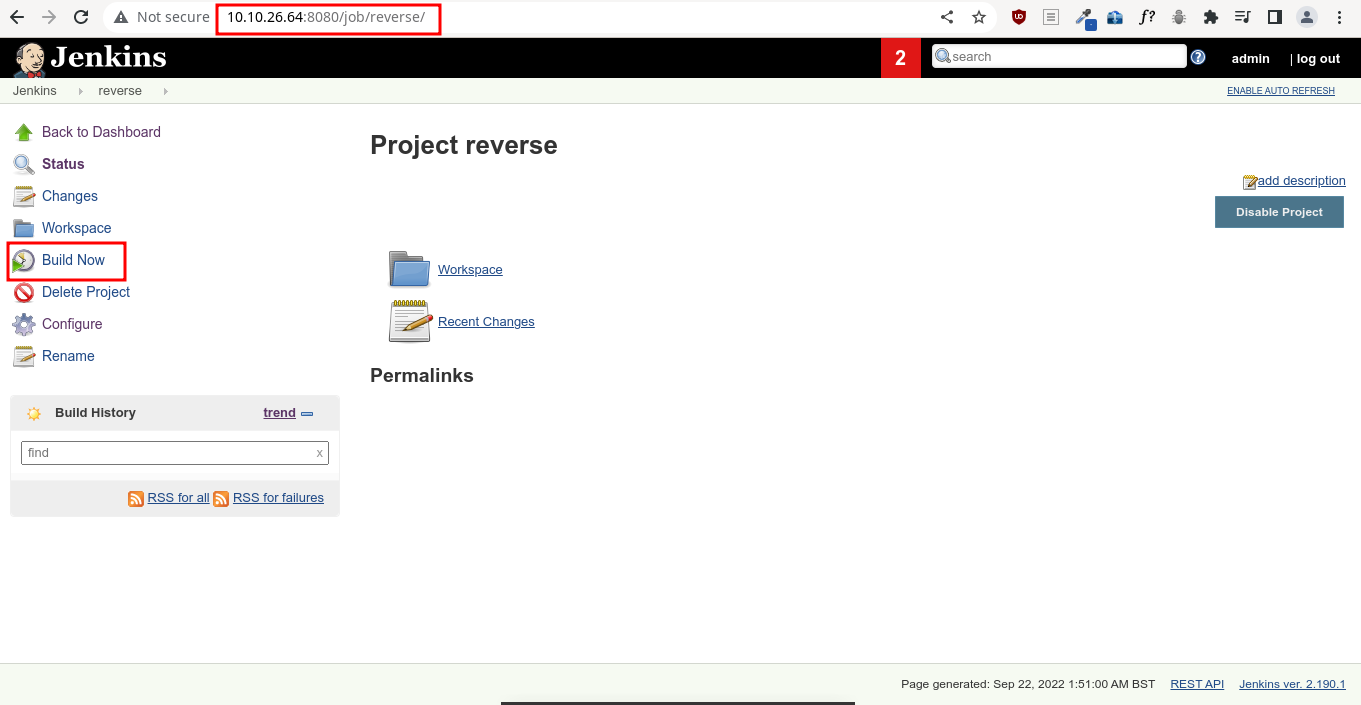 Not secure 10.10.26.64:8080/job/reverse/ f?
Jenkins 2 search admin | log out
Jenkins reverse ENABLE AUTO REFRESH
Back to Dashboard
Status
Changes
Workspace
Build Now
Delete Project
Configure
Rename
Build History trend
find x
RSS for all RSS for failures
Project reverse
add description
Disable Project
Workspace
Recent Changes
Permalinks
Page generated: Sep 22, 2022 1:51:00 AM BST REST API Jenkins ver. 2.190.1